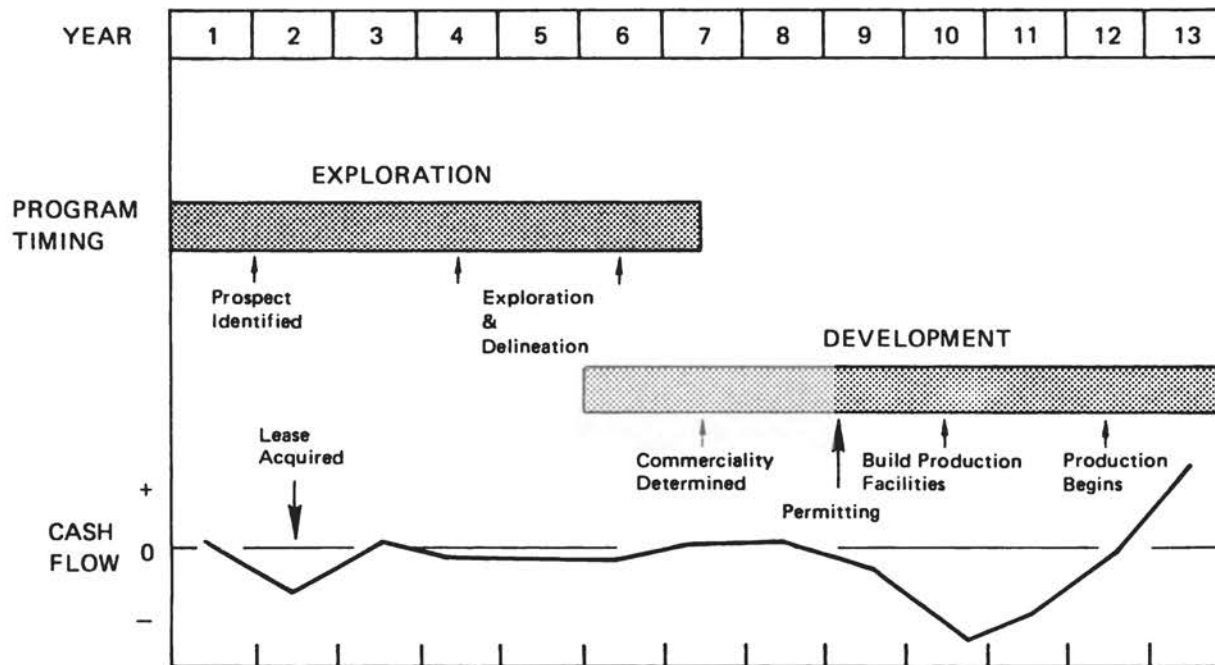 YEAR 1 2 3 4 5 6 7 8 9 10 11 12 13
EXPLORATION
PROGRAM
TIMING
Prospect
Identified
Exploration
&
Delineation
DEVELOPMENT
Lease
Acquired
Commerciality
Determined
Build Production
Facilities
Production
Begins
Permitting
+
CASH
FLOW
0
−